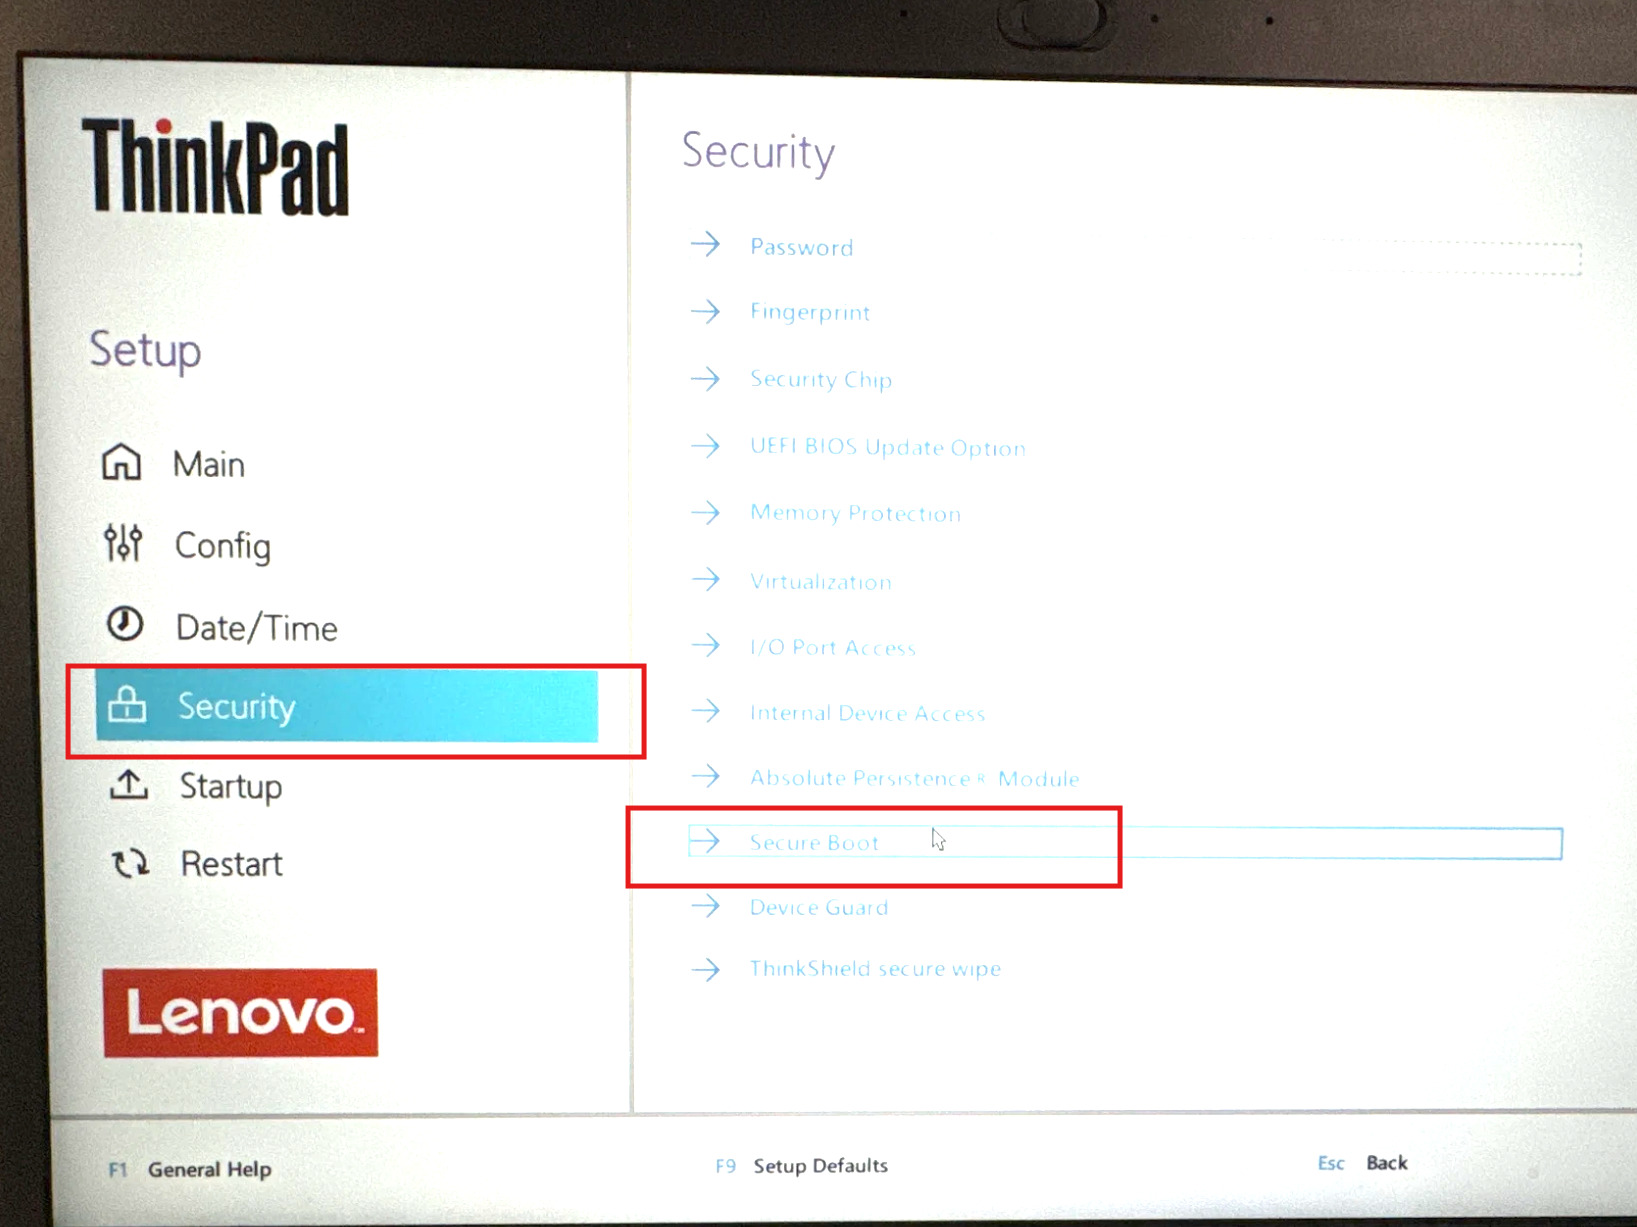 ThinkPad
Setup
Main
Config
Date/Time
Security
Startup
Restart
Lenovo™
Security
Password
Fingerprint
Security Chip
UEFI BIOS Update Option
Memory Protection
Virtualization
I/O Port Access
Internal Device Access
Absolute Persistence® Module
Secure Boot
Device Guard
ThinkShield secure wipe
F1 General Help
F9 Setup Defaults
Esc Back